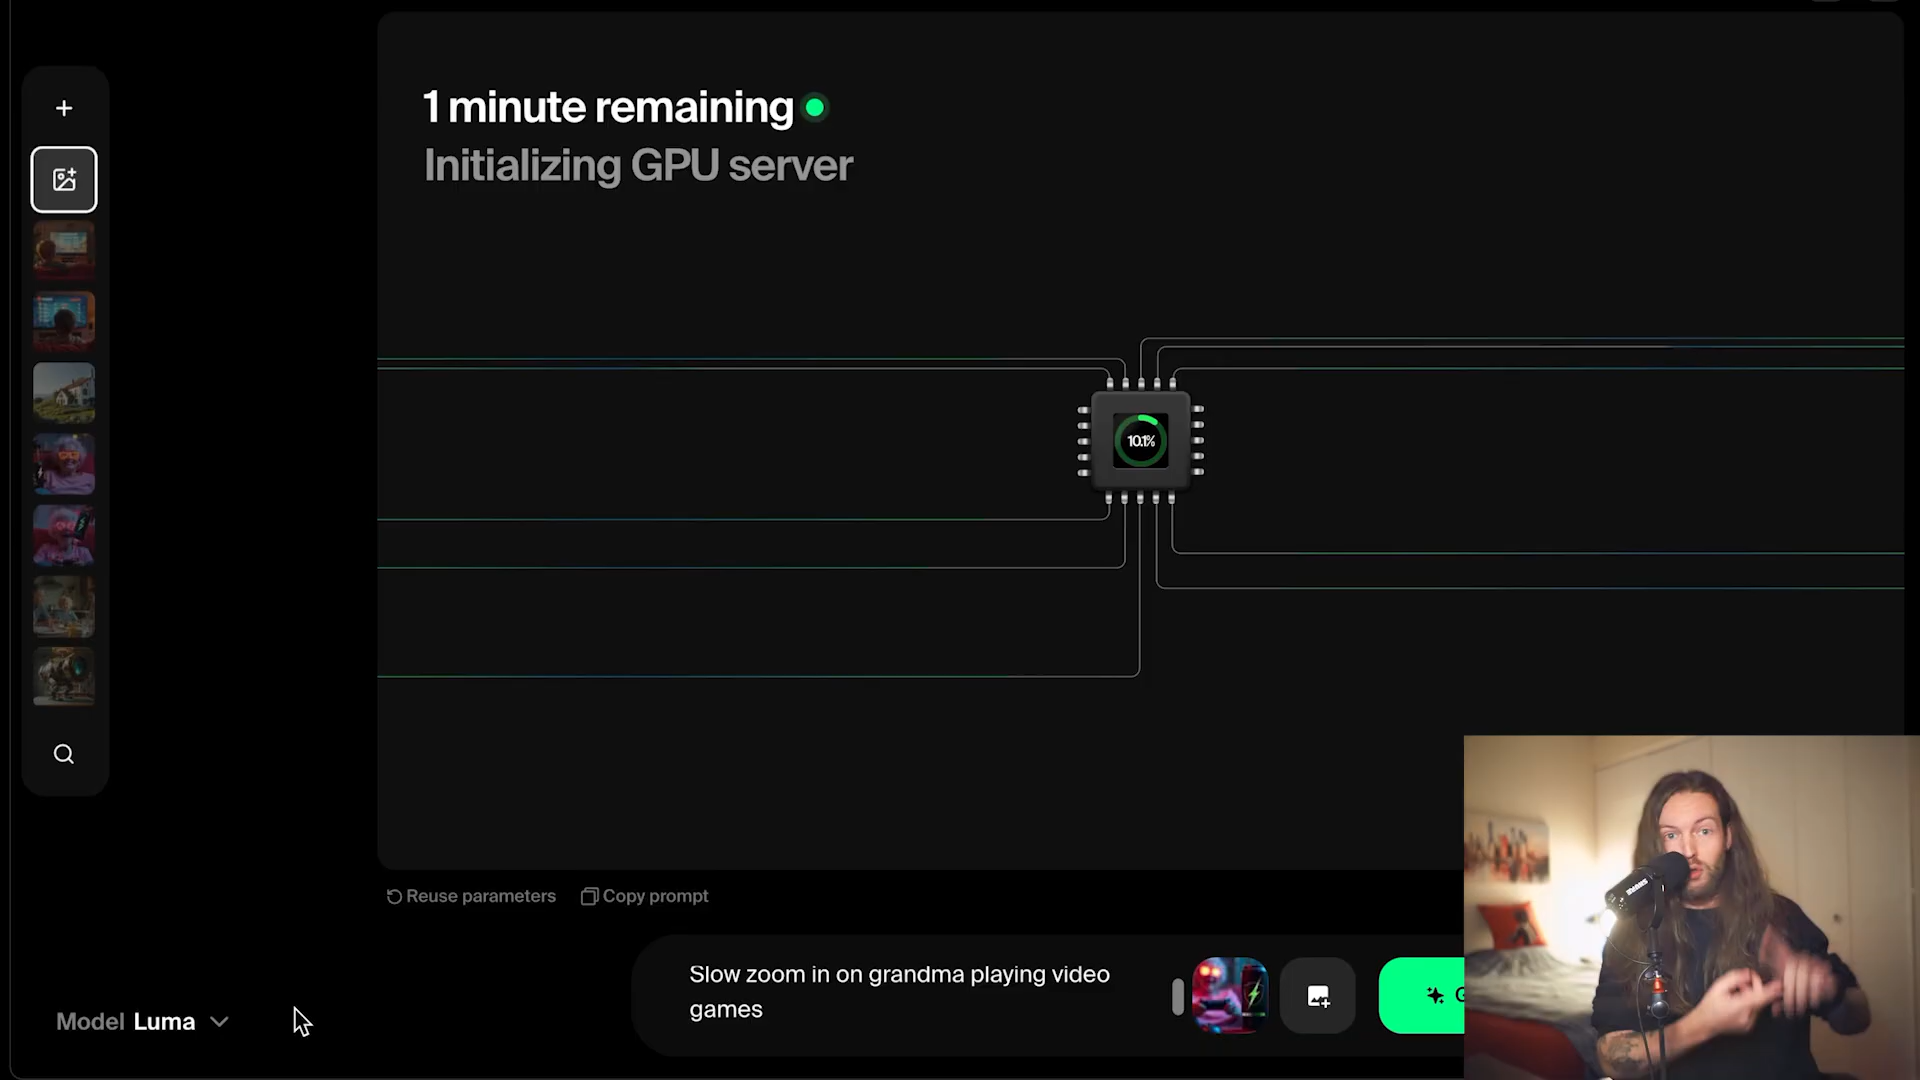 1 minute remaining
Initializing GPU server
10.1%
Reuse parameters
Copy prompt
Slow zoom in on grandma playing video
games
Model Luma